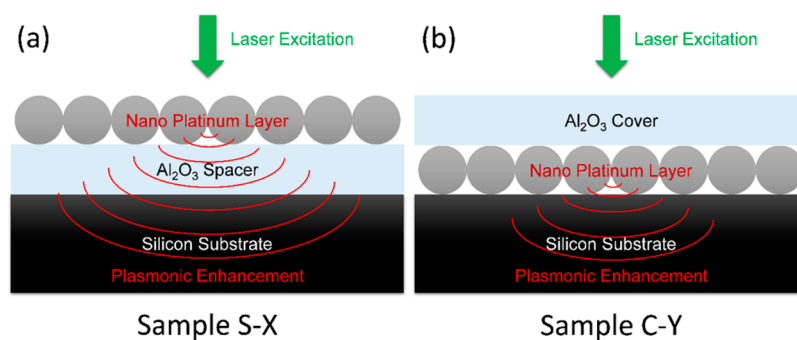 (a)
Laser Excitation
Nano Platinum Layer
Al₂O₃ Spacer
Silicon Substrate
Plasmonic Enhancement
Sample S-X
(b)
Laser Excitation
Al₂O₃ Cover
Nano Platinum Layer
Silicon Substrate
Plasmonic Enhancement
Sample C-Y